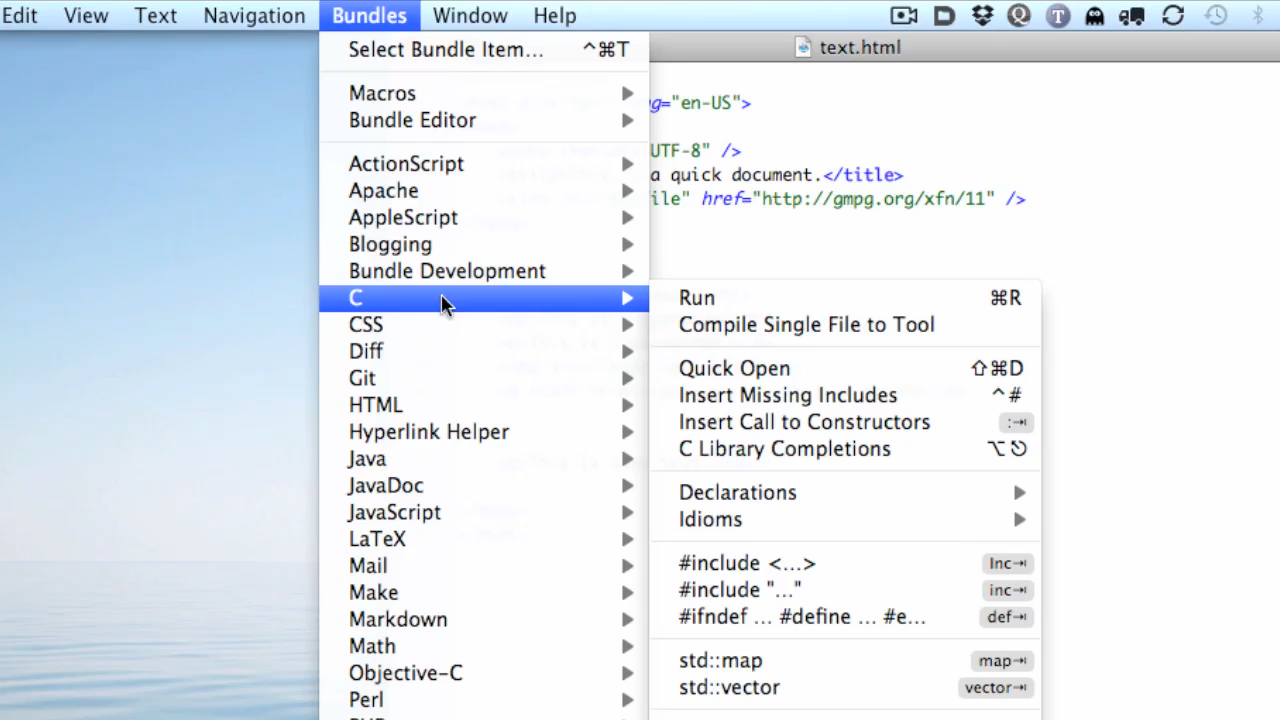 Edit View Text Navigation Bundles Window Help
text.html
Select Bundle Item... ^⌘T
Macros
Bundle Editor
ActionScript
Apache
AppleScript
Blogging
Bundle Development
C
CSS
Diff
Git
HTML
Hyperlink Helper
Java
JavaDoc
JavaScript
LaTeX
Mail
Make
Markdown
Math
Objective-C
Perl
Run ⌘R
Compile Single File to Tool
Quick Open ⇧⌘D
Insert Missing Includes ^#
Insert Call to Constructors :⇥
C Library Completions ⌥⎋
Declarations
Idioms
#include <...> Inc⇥
#include "..." inc⇥
#ifndef ... #define ... #e... def⇥
std::map map⇥
std::vector vector⇥
="en-US">
UTF-8" />
a quick document.</title>
href="http://gmpg.org/xfn/11" />